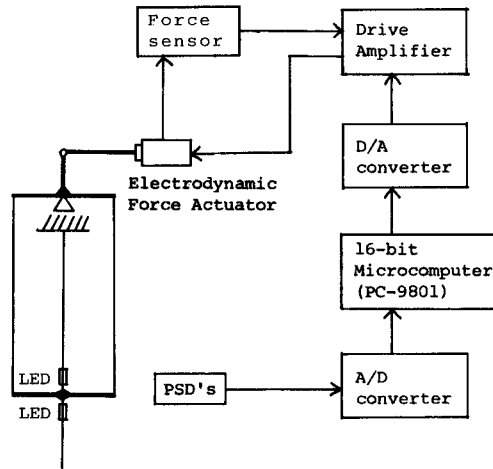 Force
sensor
Drive
Amplifier
D/A
converter
Electrodynamic
Force Actuator
16-bit
Microcomputer
(PC-9801)
LED
LED
PSD's
A/D
converter